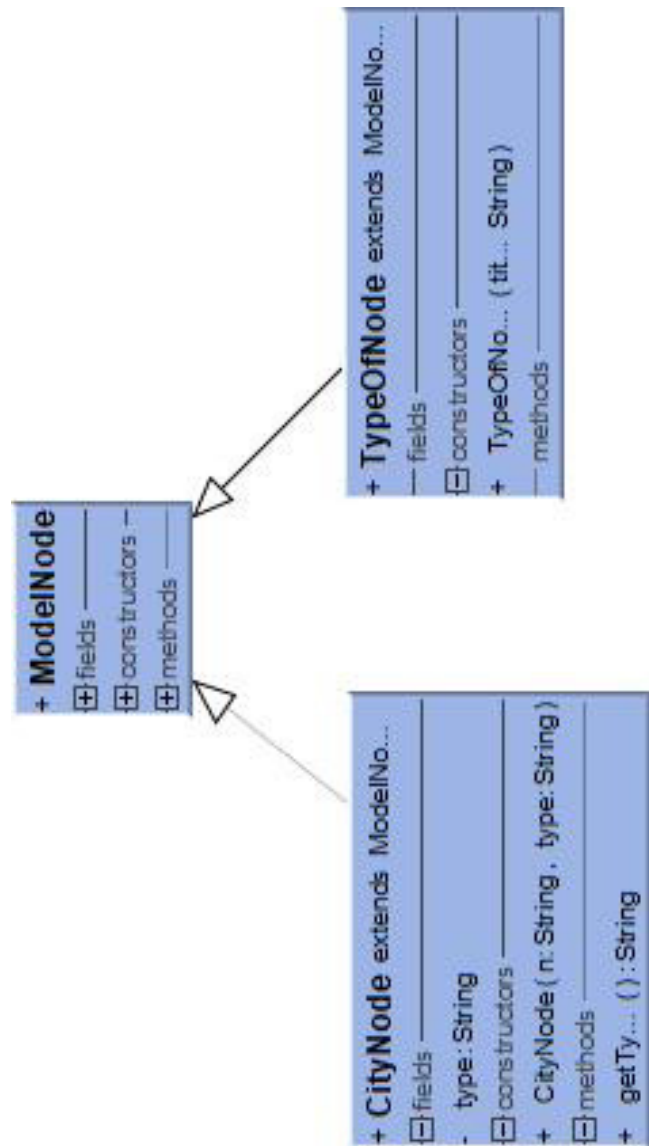 + ModelNode
fields
constructors
methods
+ CityNode extends ModelNo...
fields
- type: String
constructors
+ CityNode ( n: String, type: String )
methods
+ getTy... () : String
+ TypeOfNode extends ModelNo...
fields
constructors
+ TypeOfNo... ( tit... String )
methods